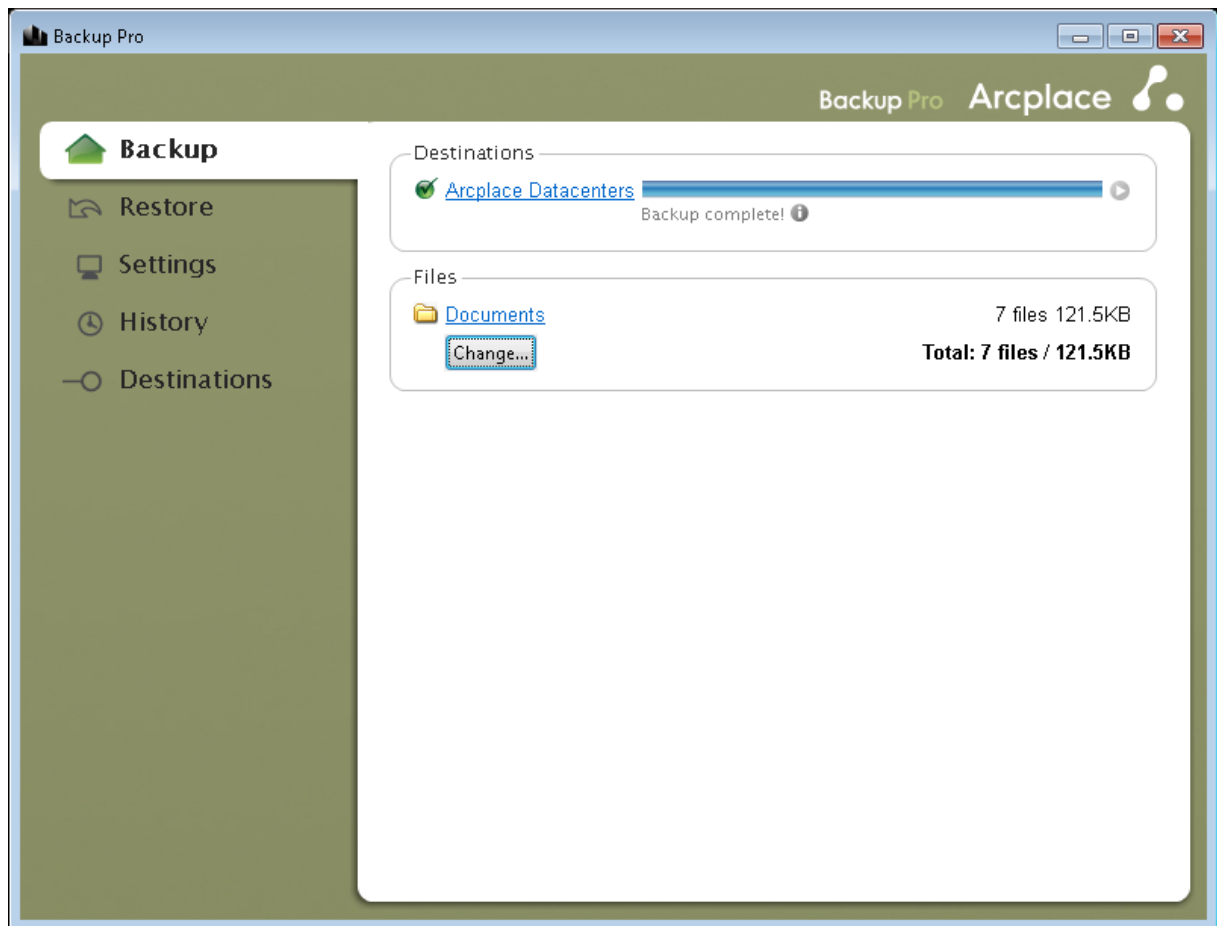 Backup Pro
Backup Pro Arcplace
Backup
Restore
Settings
History
Destinations
Destinations
Arcplace Datacenters
Backup complete!
Files
Documents 7 files 121.5KB
Change... Total: 7 files / 121.5KB